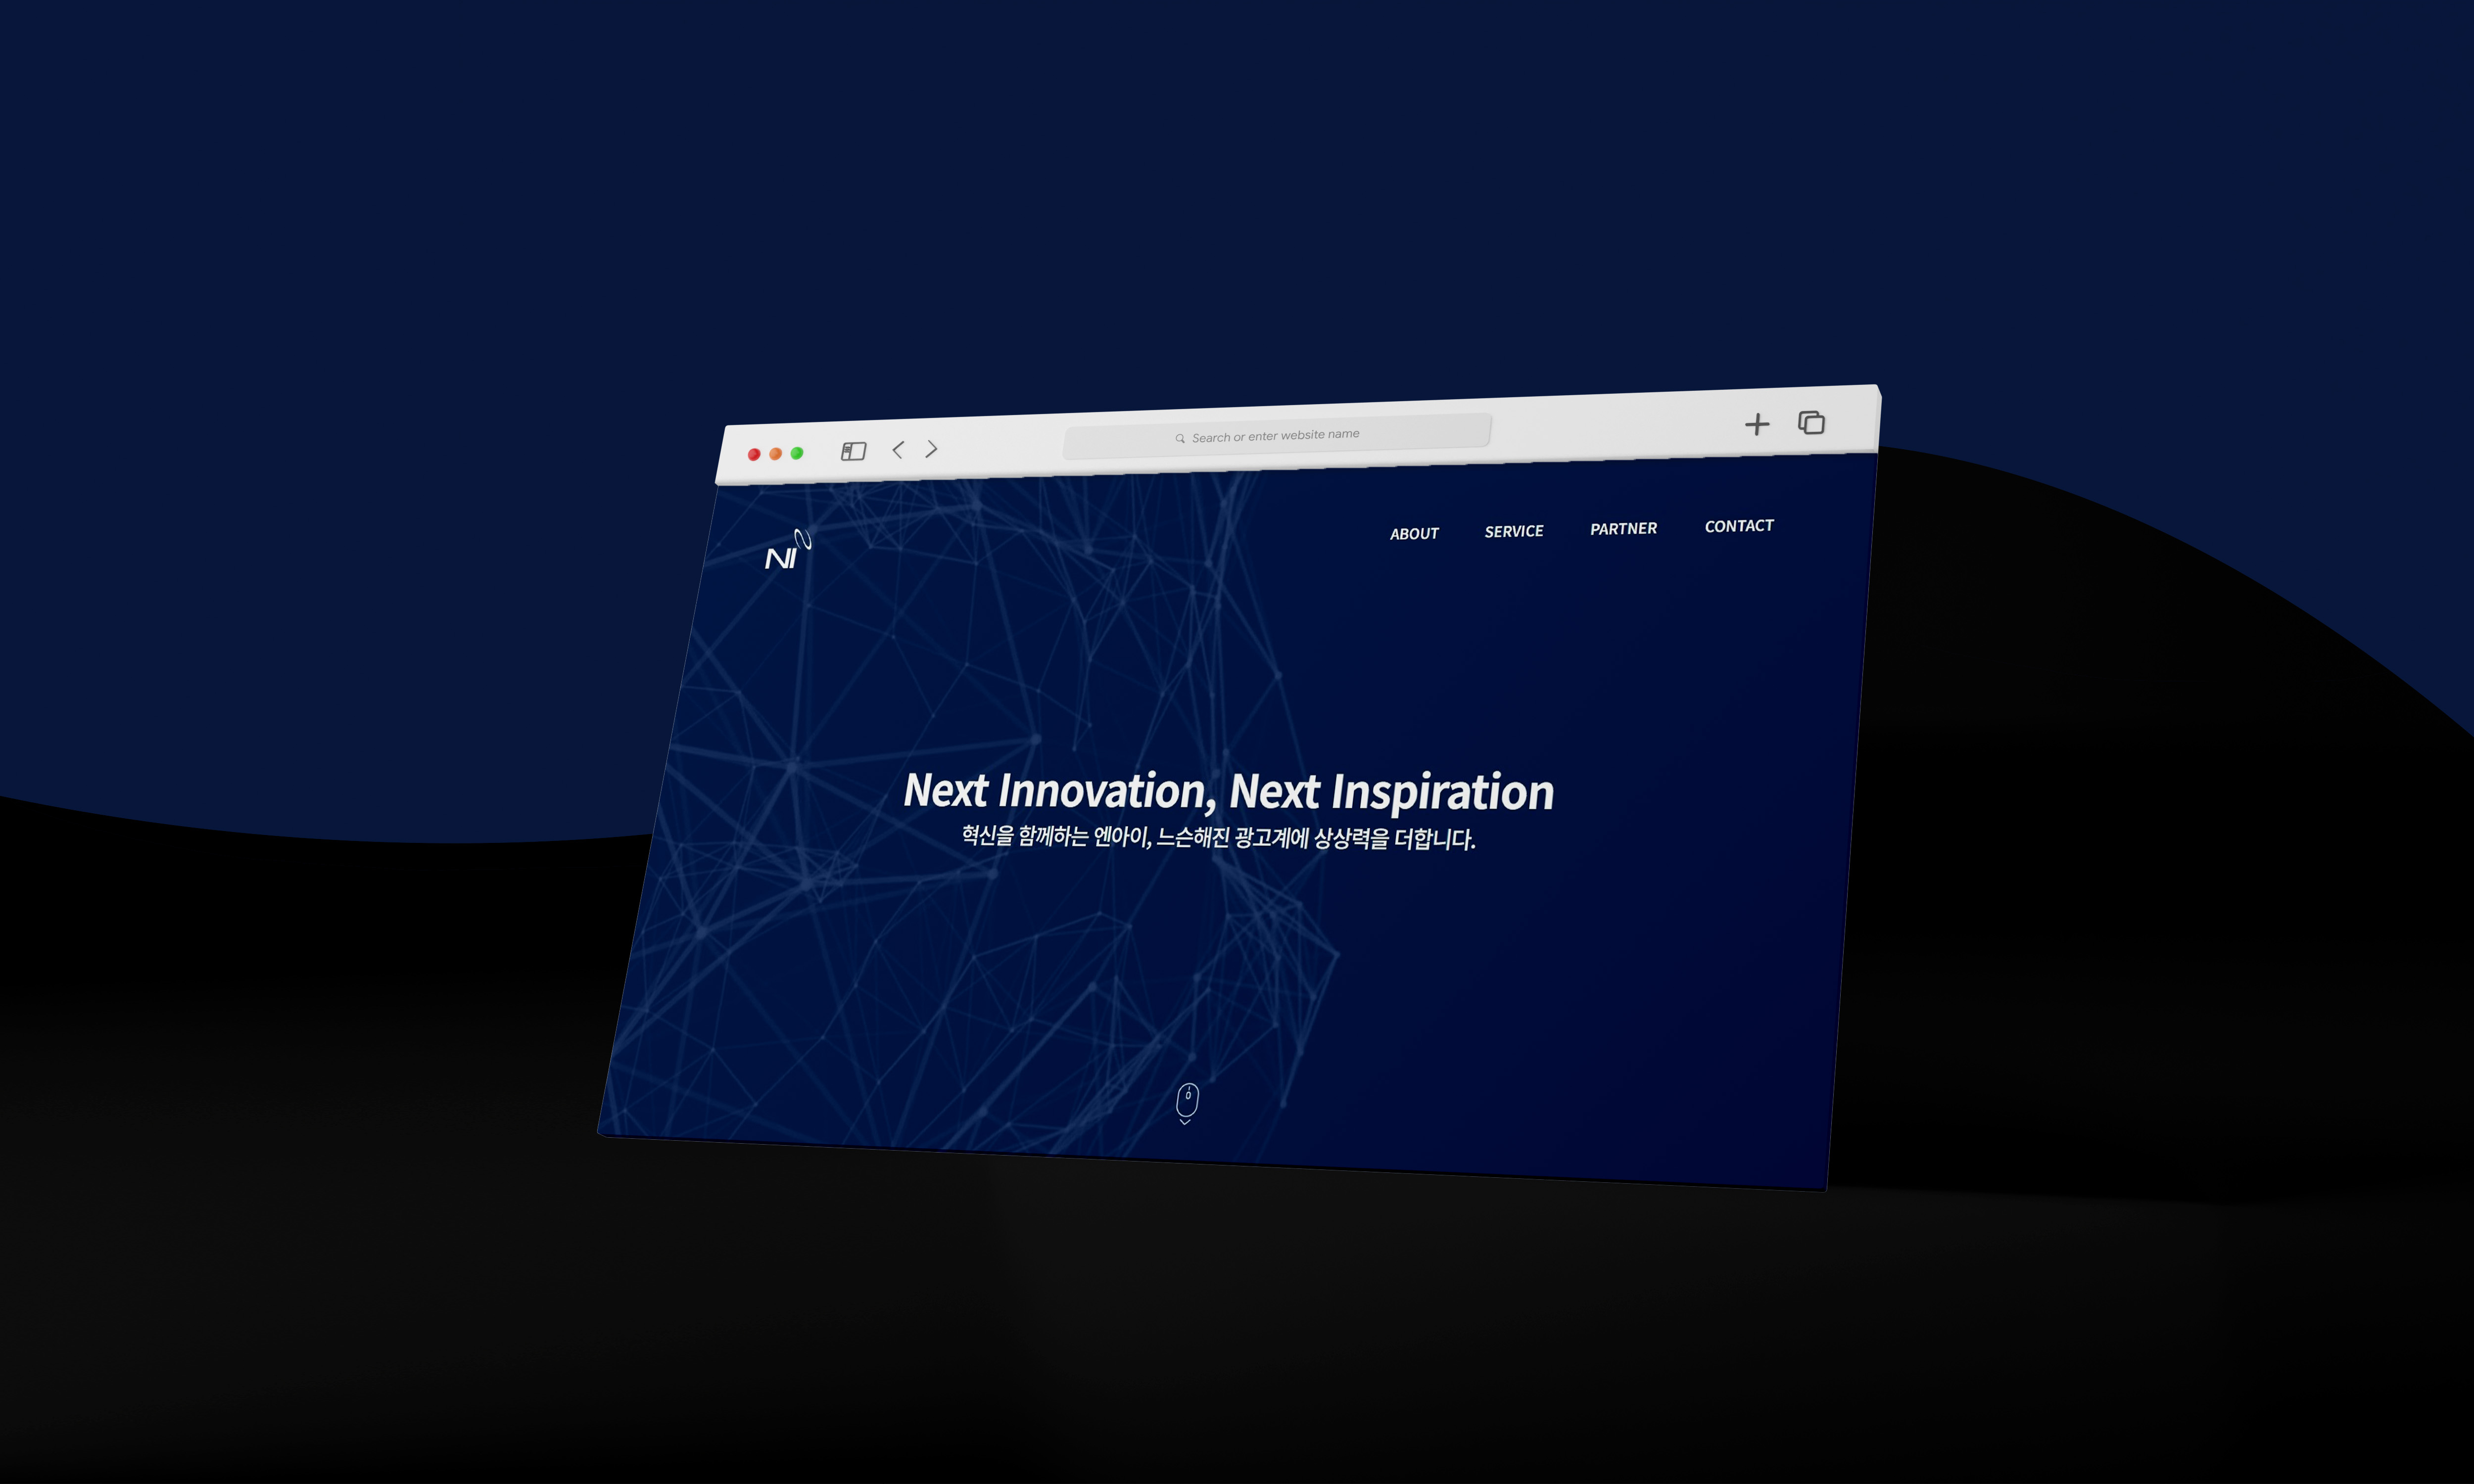 Search or enter website name
NI
ABOUT SERVICE PARTNER CONTACT
Next Innovation, Next Inspiration
혁신을 함께하는 엔아이, 느슨해진 광고계에 상상력을 더합니다.